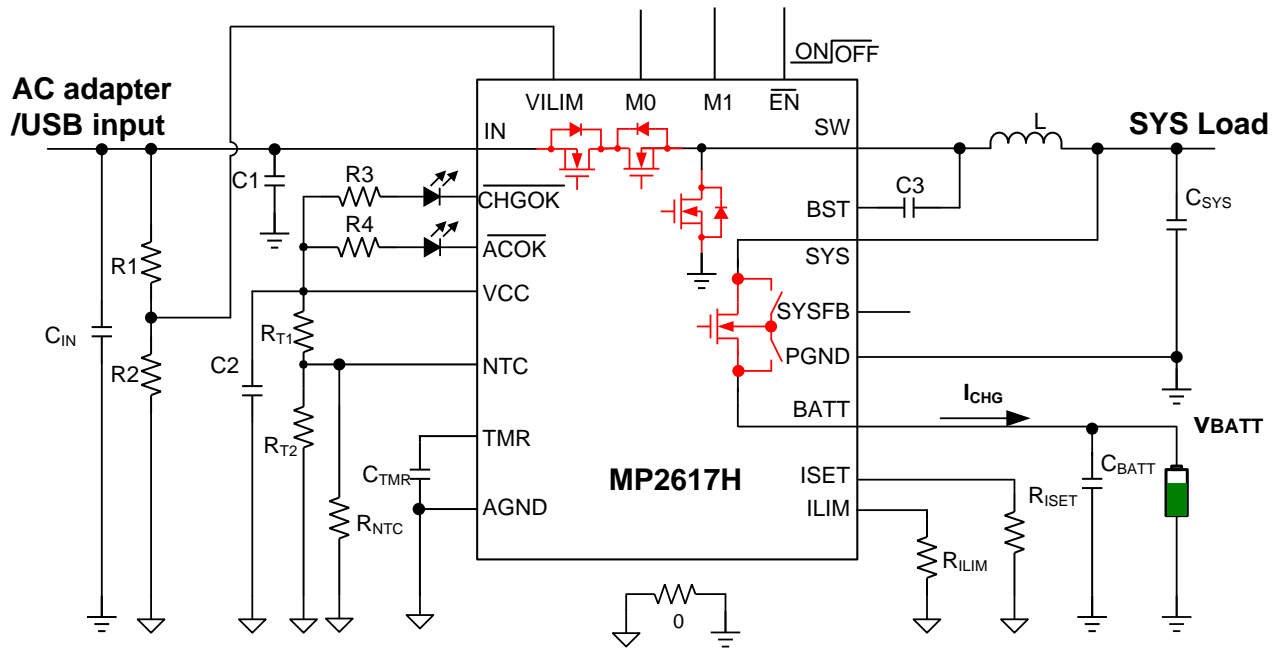 ON OFF
AC adapter
/USB input
VILIM M0 M1 EN
IN SW L SYS Load
C1 R3 CHGOK C3 CSYS
BST
R4 ACOK SYS
R1
VCC
CIN RT1 SYSFB
R2 C2 NTC PGND
ICHG
BATT VBATT
RT2 TMR
CTMR MP2617H ISET CBATT
RISET
AGND ILIM
RNTC
RILIM
0